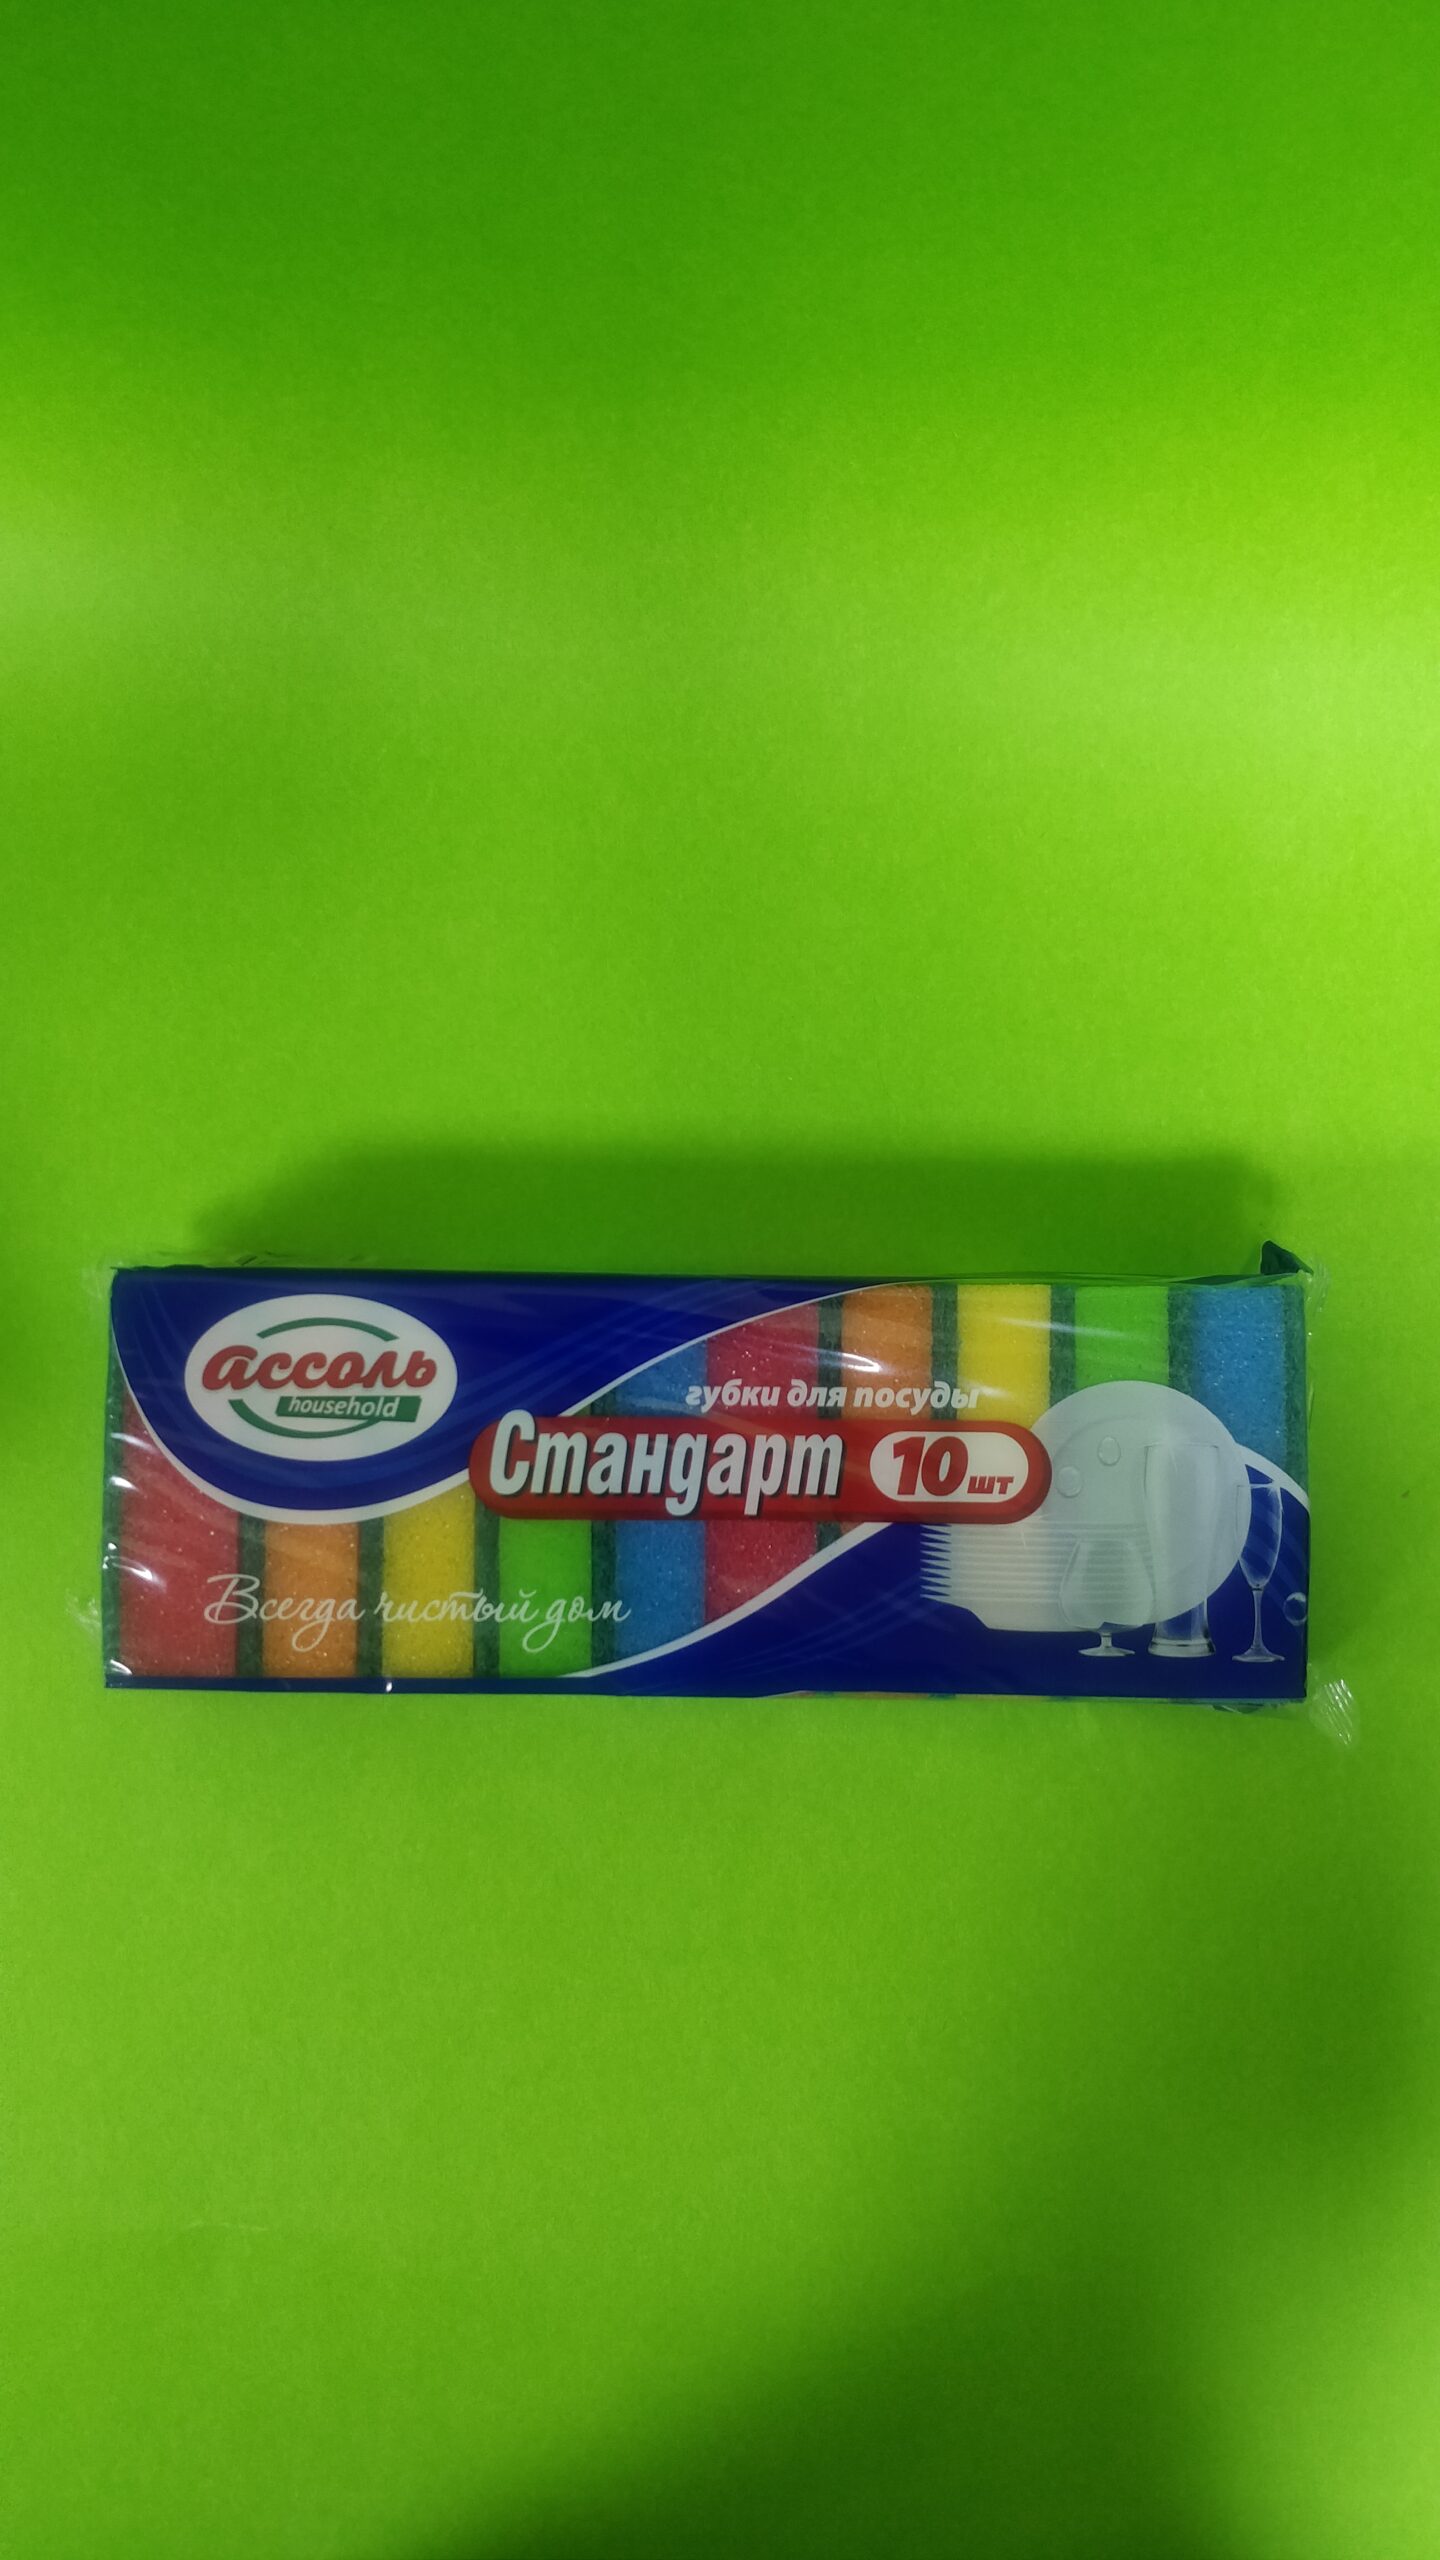 ассоль
household
губки для посуды
Стандарт 10 шт
Всегда чистый дом